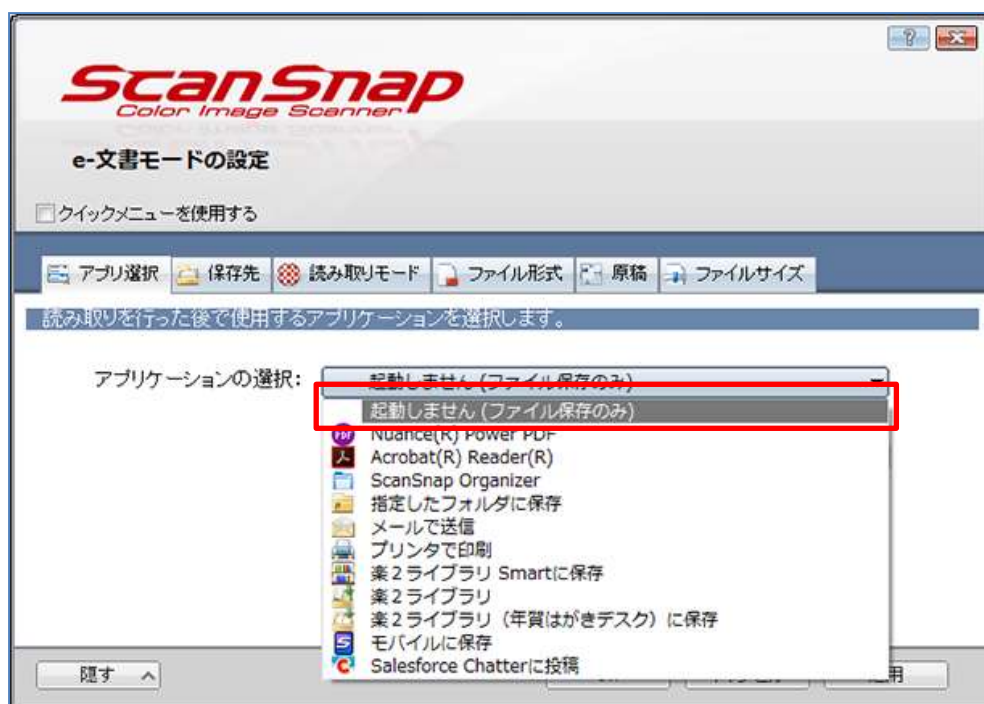 ScanSnap
Color Image Scanner
e-文書モードの設定
クイックメニューを使用する
アプリ選択 保存先 読み取りモード ファイル形式 原稿 ファイルサイズ
読み取りを行った後で使用するアプリケーションを選択します。
アプリケーションの選択: 起動しません (ファイル保存のみ)
起動しません (ファイル保存のみ)
Nuance(R) Power PDF
Acrobat(R) Reader(R)
ScanSnap Organizer
指定したフォルダに保存
メールで送信
プリンタで印刷
楽2ライブラリ Smartに保存
楽2ライブラリ
楽2ライブラリ (年賀はがきデスク) に保存
モバイルに保存
Salesforce Chatterに投稿
隠す